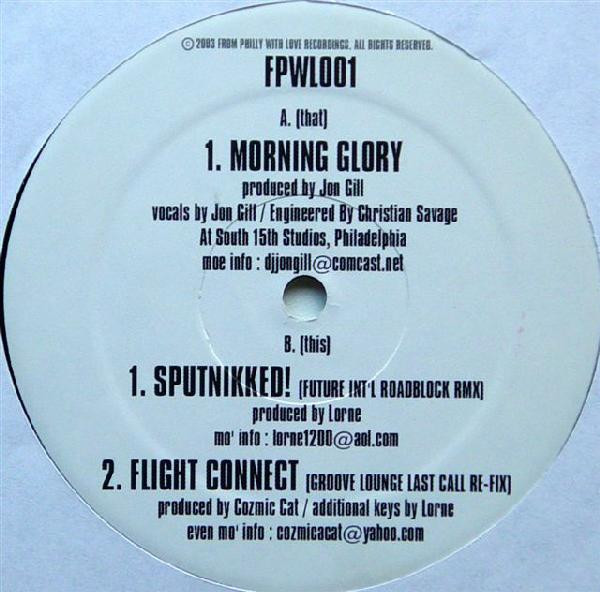 © 2003 FROM PHILLY WITH LOVE RECORDINGS. ALL RIGHTS RESERVED.
FPWL001
A. (that)
1. MORNING GLORY
produced by Jon Gill
vocals by Jon Gill / Engineered By Christian Savage
At South 15th Studios, Philadelphia
moe info : djjongill@comcast.net
B. (this)
1. SPUTNIKKED! (FUTURE INT'L ROADBLOCK RMX)
produced by Lorne
mo' info : lorne1200@aol.com
2. FLIGHT CONNECT (GROOVE LOUNGE LAST CALL RE-FIX)
produced by Cozmic Cat / additional keys by Lorne
even mo' info : cozmicacat@yahoo.com